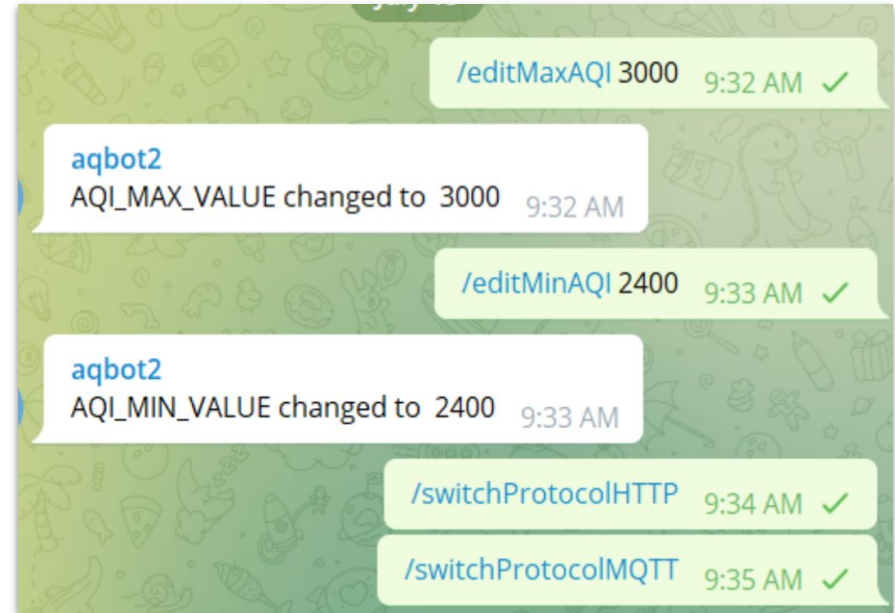 /editMaxAQI 3000 9:32 AM
aqbot2
AQI_MAX_VALUE changed to 3000 9:32 AM
/editMinAQI 2400 9:33 AM
aqbot2
AQI_MIN_VALUE changed to 2400 9:33 AM
/switchProtocolHTTP 9:34 AM
/switchProtocolMQTT 9:35 AM